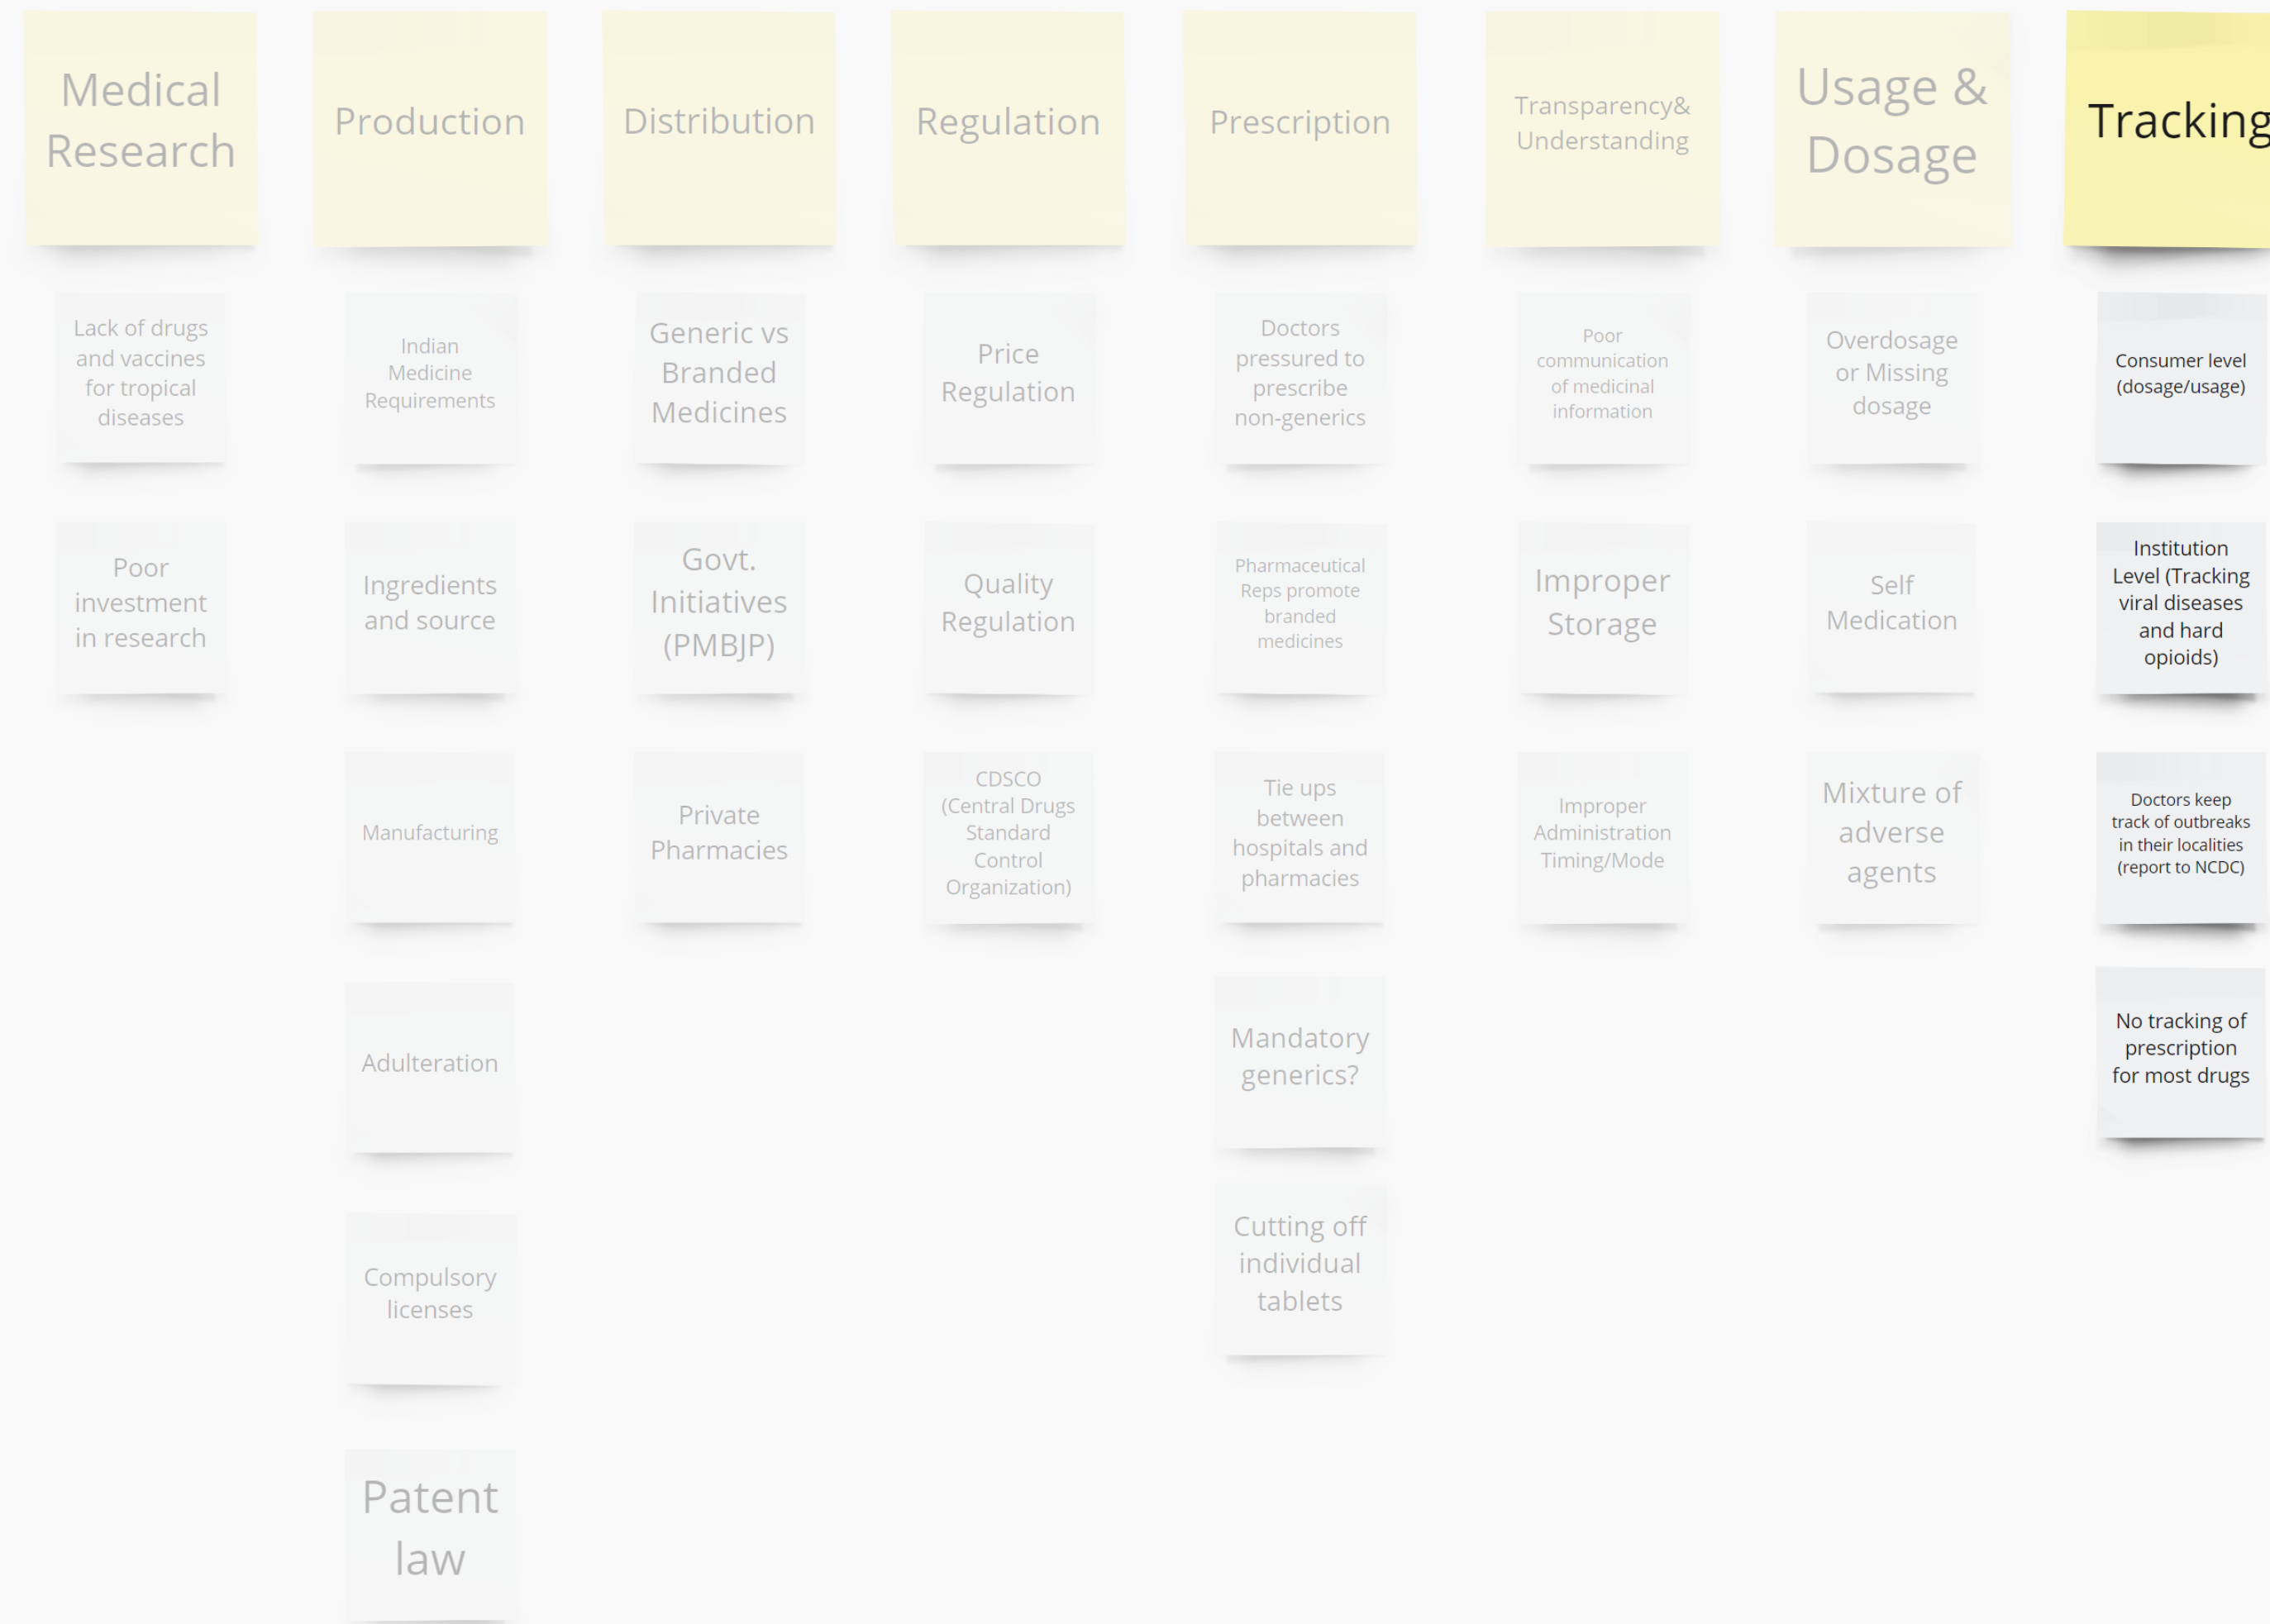 Medical
Research
Production
Distribution
Regulation
Prescription
Transparency&
Understanding
Usage &
Dosage
Tracking
Lack of drugs
and vaccines
for tropical
diseases
Poor
investment
in research
Indian
Medicine
Requirements
Ingredients
and source
Manufacturing
Adulteration
Compulsory
licenses
Patent
law
Generic vs
Branded
Medicines
Govt.
Initiatives
(PMBJP)
Private
Pharmacies
Price
Regulation
Quality
Regulation
CDSCO
(Central Drugs
Standard
Control
Organization)
Doctors
pressured to
prescribe
non-generics
Pharmaceutical
Reps promote
branded
medicines
Tie ups
between
hospitals and
pharmacies
Mandatory
generics?
Cutting off
individual
tablets
Poor
communication
of medicinal
information
Improper
Storage
Improper
Administration
Timing/Mode
Overdosage
or Missing
dosage
Self
Medication
Mixture of
adverse
agents
Consumer level
(dosage/usage)
Institution
Level (Tracking
viral diseases
and hard
opioids)
Doctors keep
track of outbreaks
in their localities
(report to NCDC)
No tracking of
prescription
for most drugs